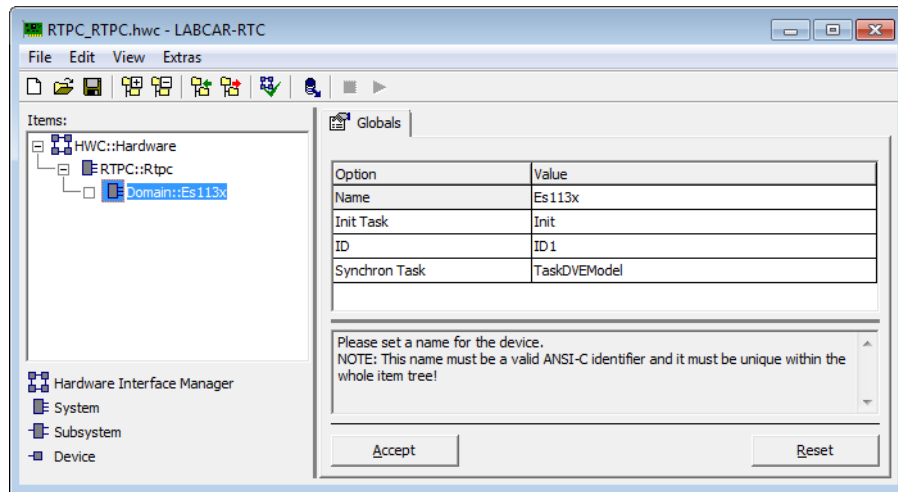 RTPC_RTPC.hwc - LABCAR-RTC
File Edit View Extras
Items:
HWC::Hardware
RTPC::Rtpc
Domain::Es113x
Hardware Interface Manager
System
Subsystem
Device
Globals
Option Value
Name Es113x
Init Task Init
ID ID1
Synchron Task TaskDVEModel
Please set a name for the device.
NOTE: This name must be a valid ANSI-C identifier and it must be unique within the
whole item tree!
Accept Reset